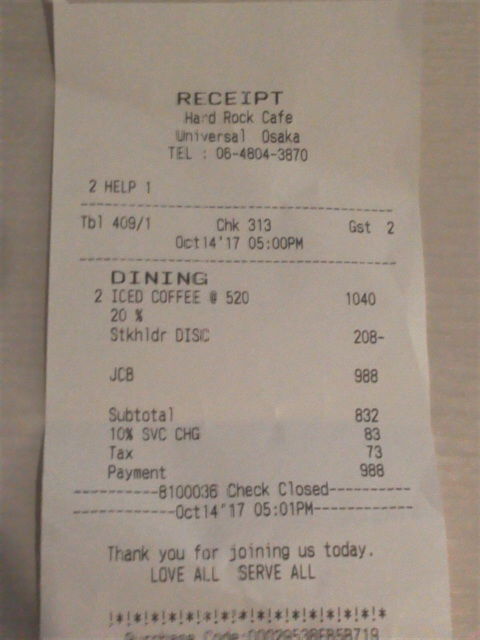 RECEIPT
Hard Rock Cafe
Universal Osaka
TEL : 06-4804-3870
2 HELP 1
Tbl 409/1 Chk 313 Gst 2
Oct14'17 05:00PM
DINING
2 ICED COFFEE @ 520 1040
20 %
Stkhldr DISC 208-
JCB 988
Subtotal 832
10% SVC CHG 83
Tax 73
Payment 988
----------8100036 Check Closed----------
------------Oct14'17 05:01PM------------
Thank you for joining us today.
LOVE ALL SERVE ALL
!*!*!*!*!*!*!*!*!*!*!*!*!*!*!*